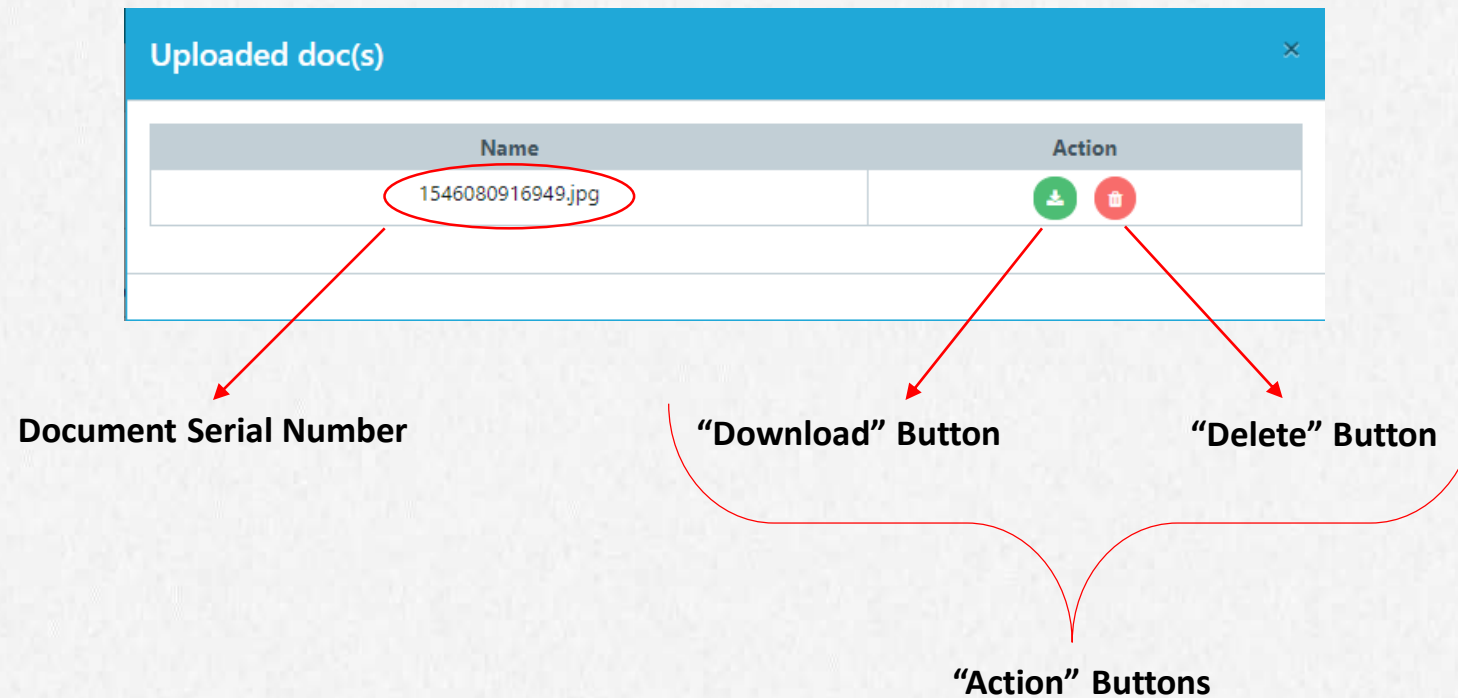 Uploaded doc(s) ×
Name Action
1546080916949.jpg
Document Serial Number “Download” Button “Delete” Button
“Action” Buttons